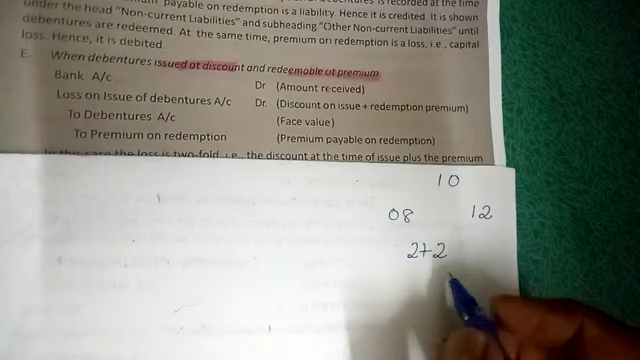 payable on redemption is a liability. Hence it is credited. It is shown
under the head "Non-current Liabilities" and subheading "Other Non-current Liabilities" until
debentures are redeemed. At the same time, premium on redemption is a loss, i.e., capital
loss. Hence, it is debited.
E. When debentures issued at discount and redeemable at premium
Bank A/c Dr. (Amount received)
Loss on Issue of debentures A/c Dr. (Discount on issue + redemption premium)
To Debentures A/c (Face value)
To Premium on redemption (Premium payable on redemption)
In this case the loss is two-fold, i.e., the discount at the time of issue plus the premium
10
08 12
2+2